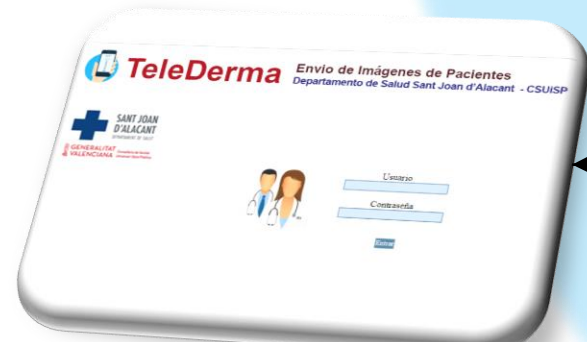 TeleDerma
Envio de Imágenes de Pacientes
Departamento de Salud Sant Joan d'Alacant - CSUISP
SANT JOAN
D'ALACANT
GENERALITAT
VALENCIANA
Usuario
Contraseña
Entrar